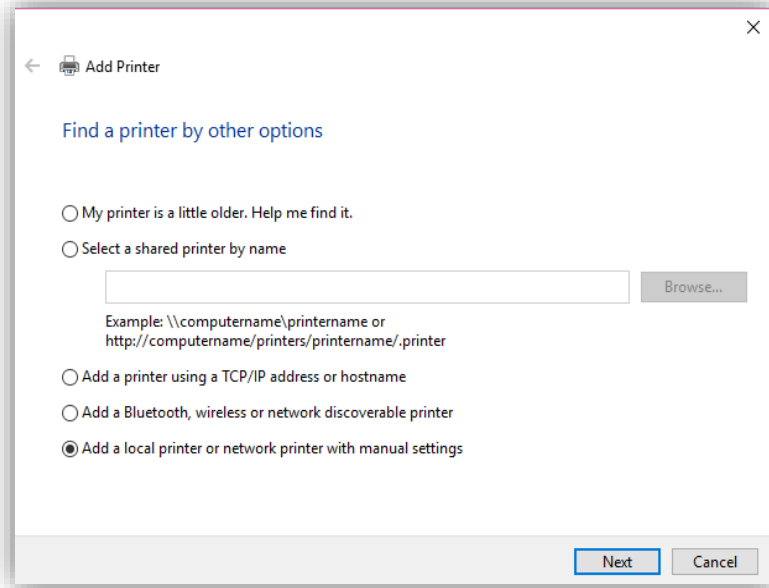 Add Printer
Find a printer by other options
My printer is a little older. Help me find it.
Select a shared printer by name
Browse...
Example: \\computername\printername or
http://computername/printers/printername/.printer
Add a printer using a TCP/IP address or hostname
Add a Bluetooth, wireless or network discoverable printer
Add a local printer or network printer with manual settings
Next Cancel